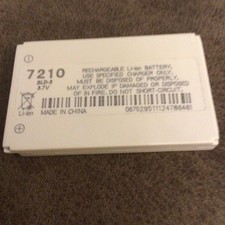 7210
BLD-3
3.7V
RECHARGEABLE Li-ion BATTERY.
USE SPECIFIED CHARGER ONLY.
MUST BE DISPOSED OF PROPERLY.
MAY EXPLODE IF DAMAGED OR DISPOSED
OF IN FIRE. DO NOT SHORT-CIRCUIT.
Li-ion
MADE IN CHINA